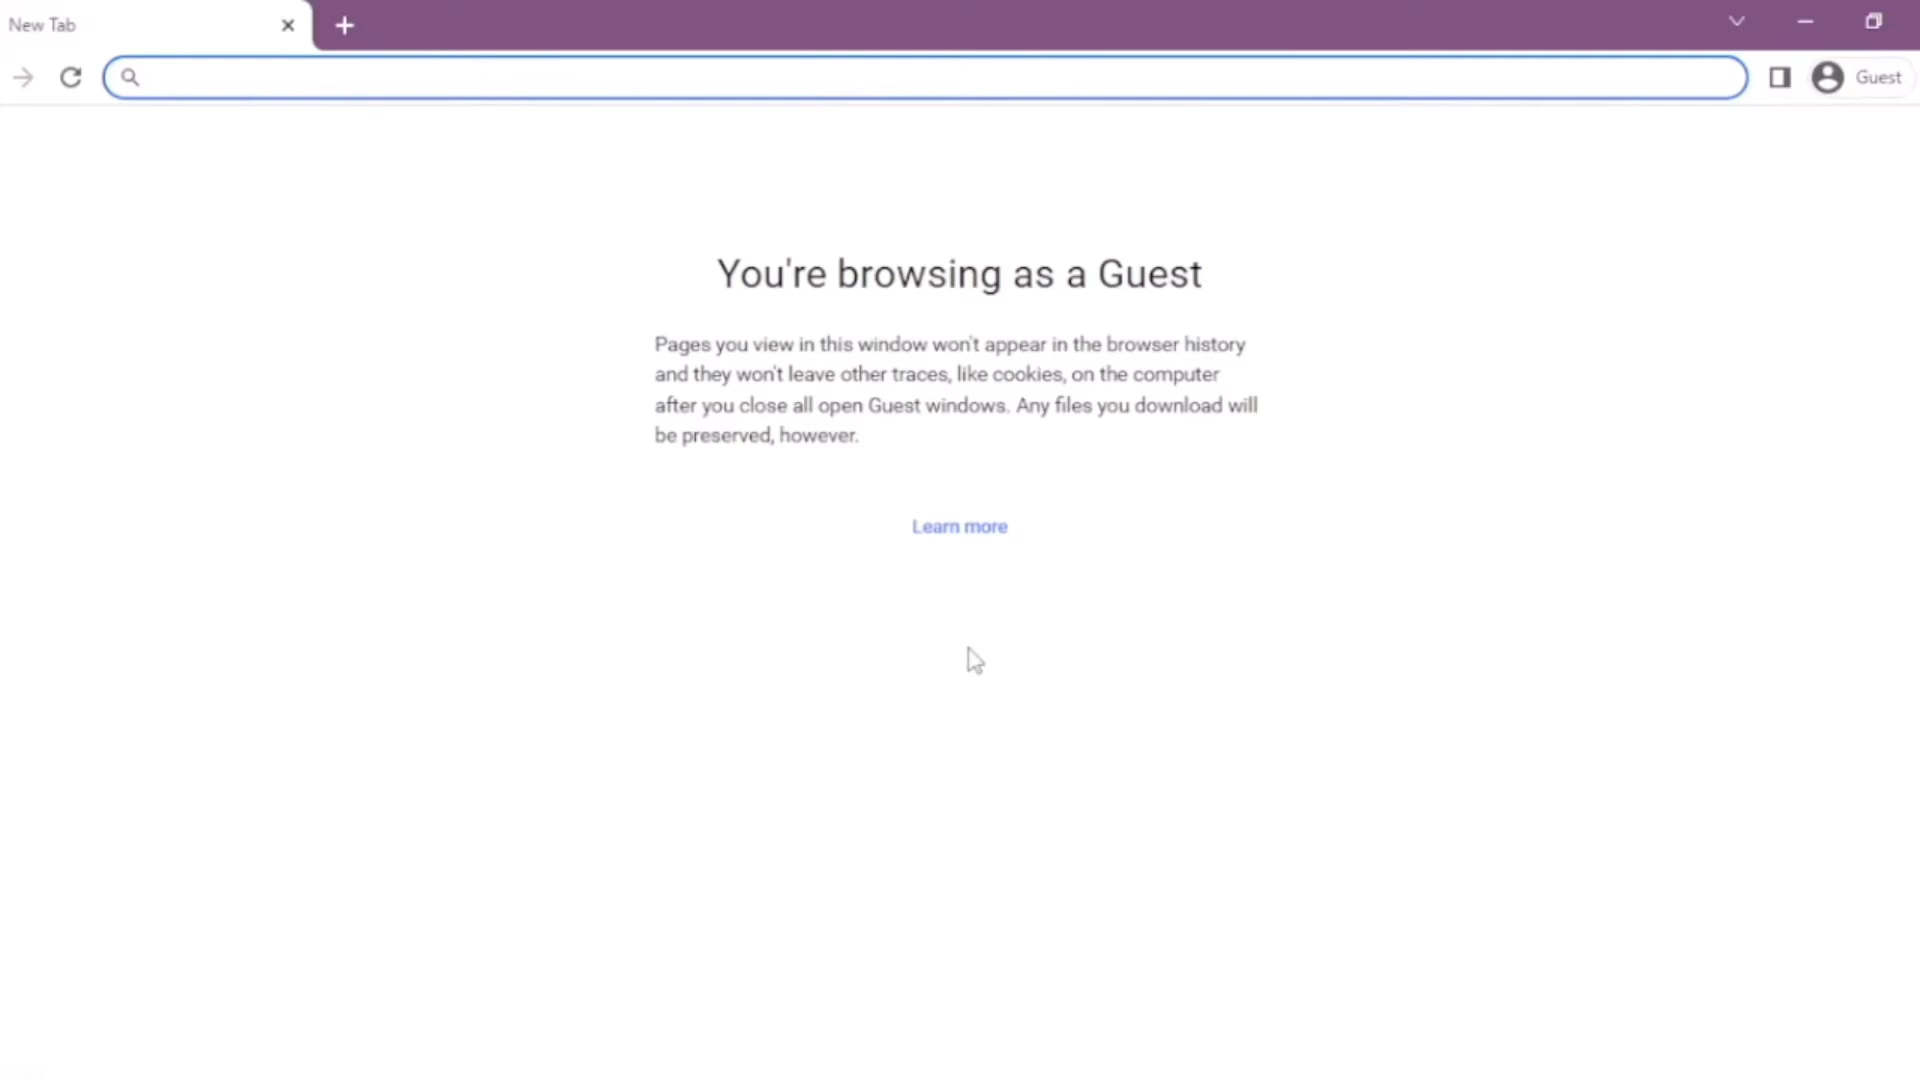 New Tab
Guest
You're browsing as a Guest
Pages you view in this window won't appear in the browser history
and they won't leave other traces, like cookies, on the computer
after you close all open Guest windows. Any files you download will
be preserved, however.
Learn more